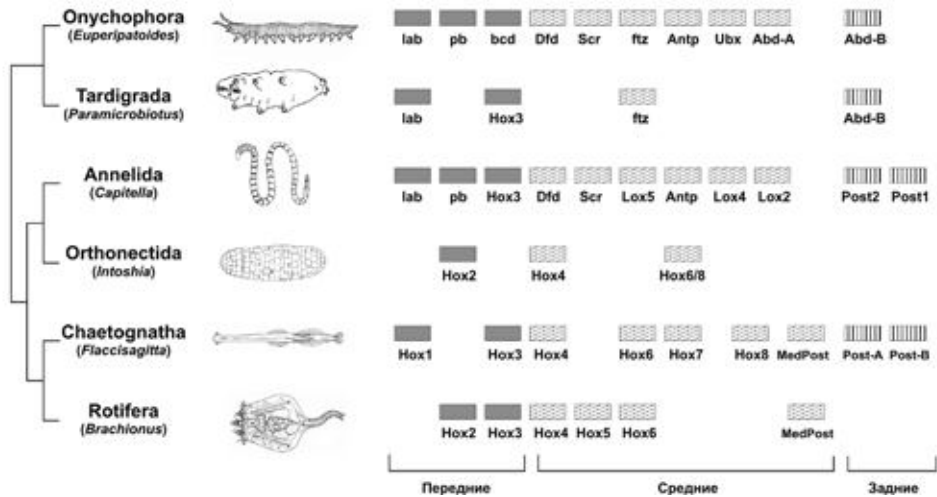 Onychophora
(Euperipatoides)
lab pb bcd Dfd Scr ftz Antp Ubx Abd-A Abd-B
Tardigrada
(Paramicrobiotus)
lab Hox3 ftz Abd-B
Annelida
(Capitella)
lab pb Hox3 Dfd Scr Lox5 Antp Lox4 Lox2 Post2 Post1
Orthonectida
(Intoshia)
Hox2 Hox4 Hox6/8
Chaetognatha
(Flaccisagitta)
Hox1 Hox3 Hox4 Hox6 Hox7 Hox8 MedPost Post-A Post-B
Rotifera
(Brachionus)
Hox2 Hox3 Hox4 Hox5 Hox6 MedPost
Передние Средние Задние